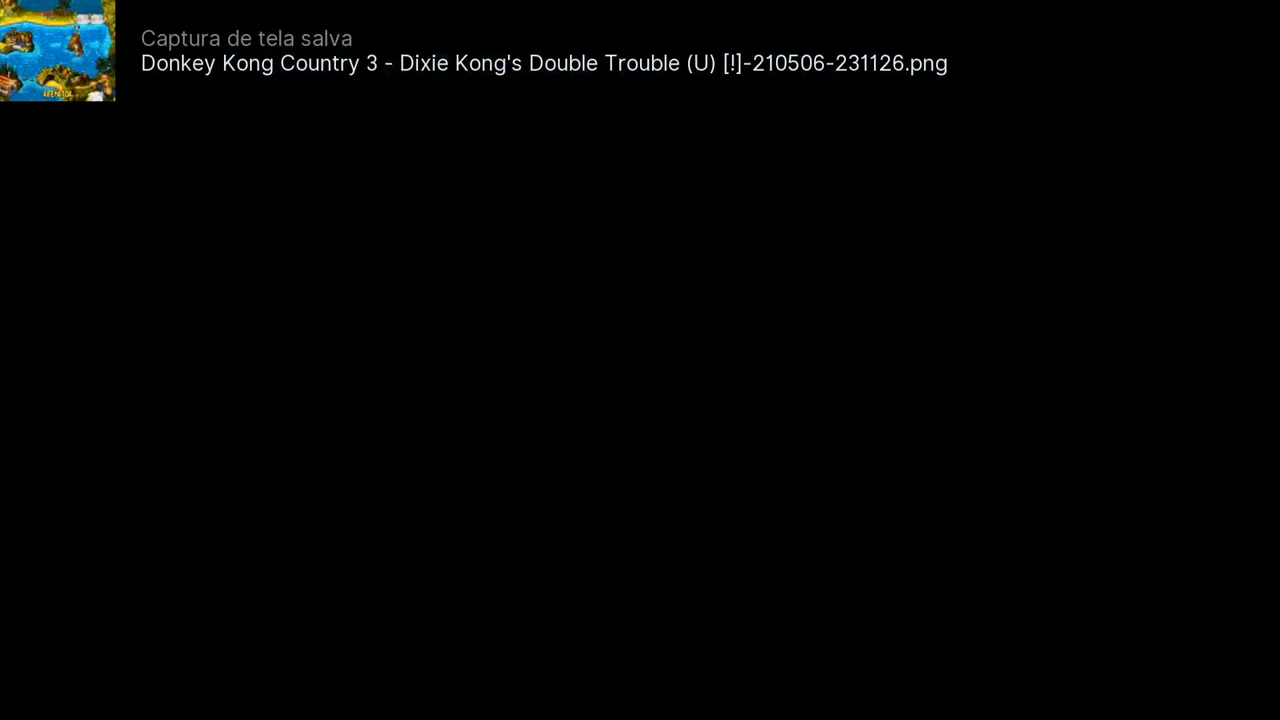 Captura de tela salva
Donkey Kong Country 3 - Dixie Kong's Double Trouble (U) [!]-210506-231126.png